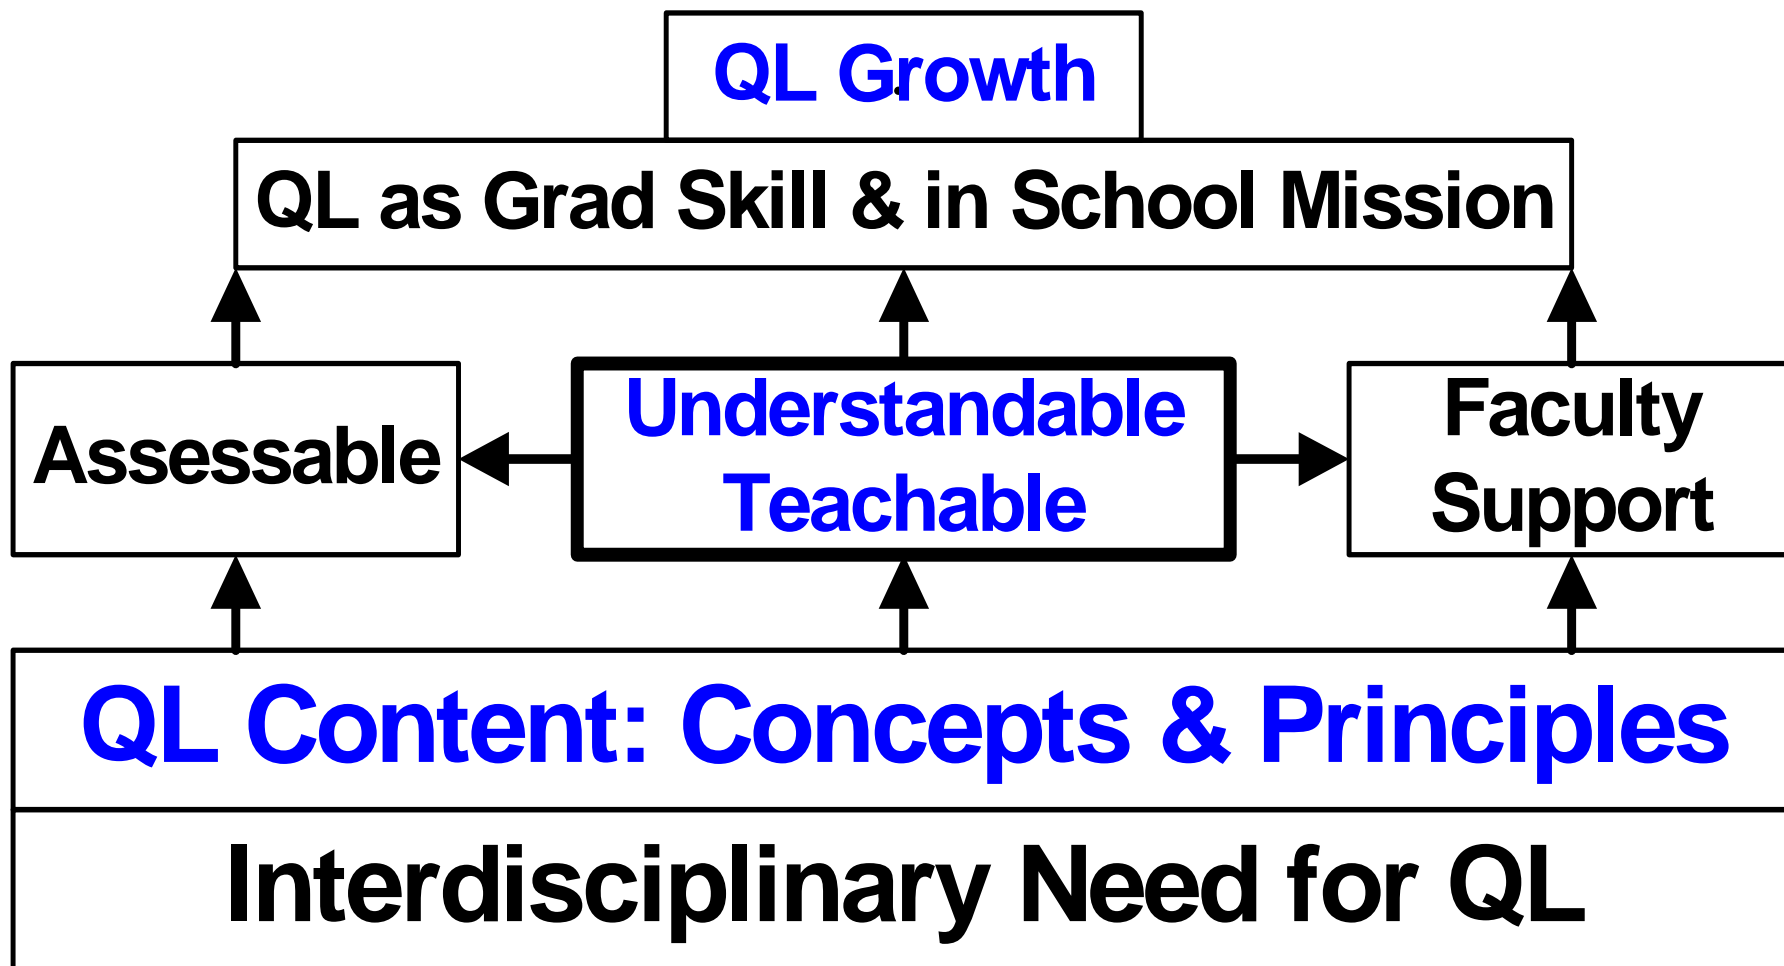 QL Growth
QL as Grad Skill & in School Mission
Assessable
Understandable
Teachable
Faculty
Support
QL Content: Concepts & Principles
Interdisciplinary Need for QL